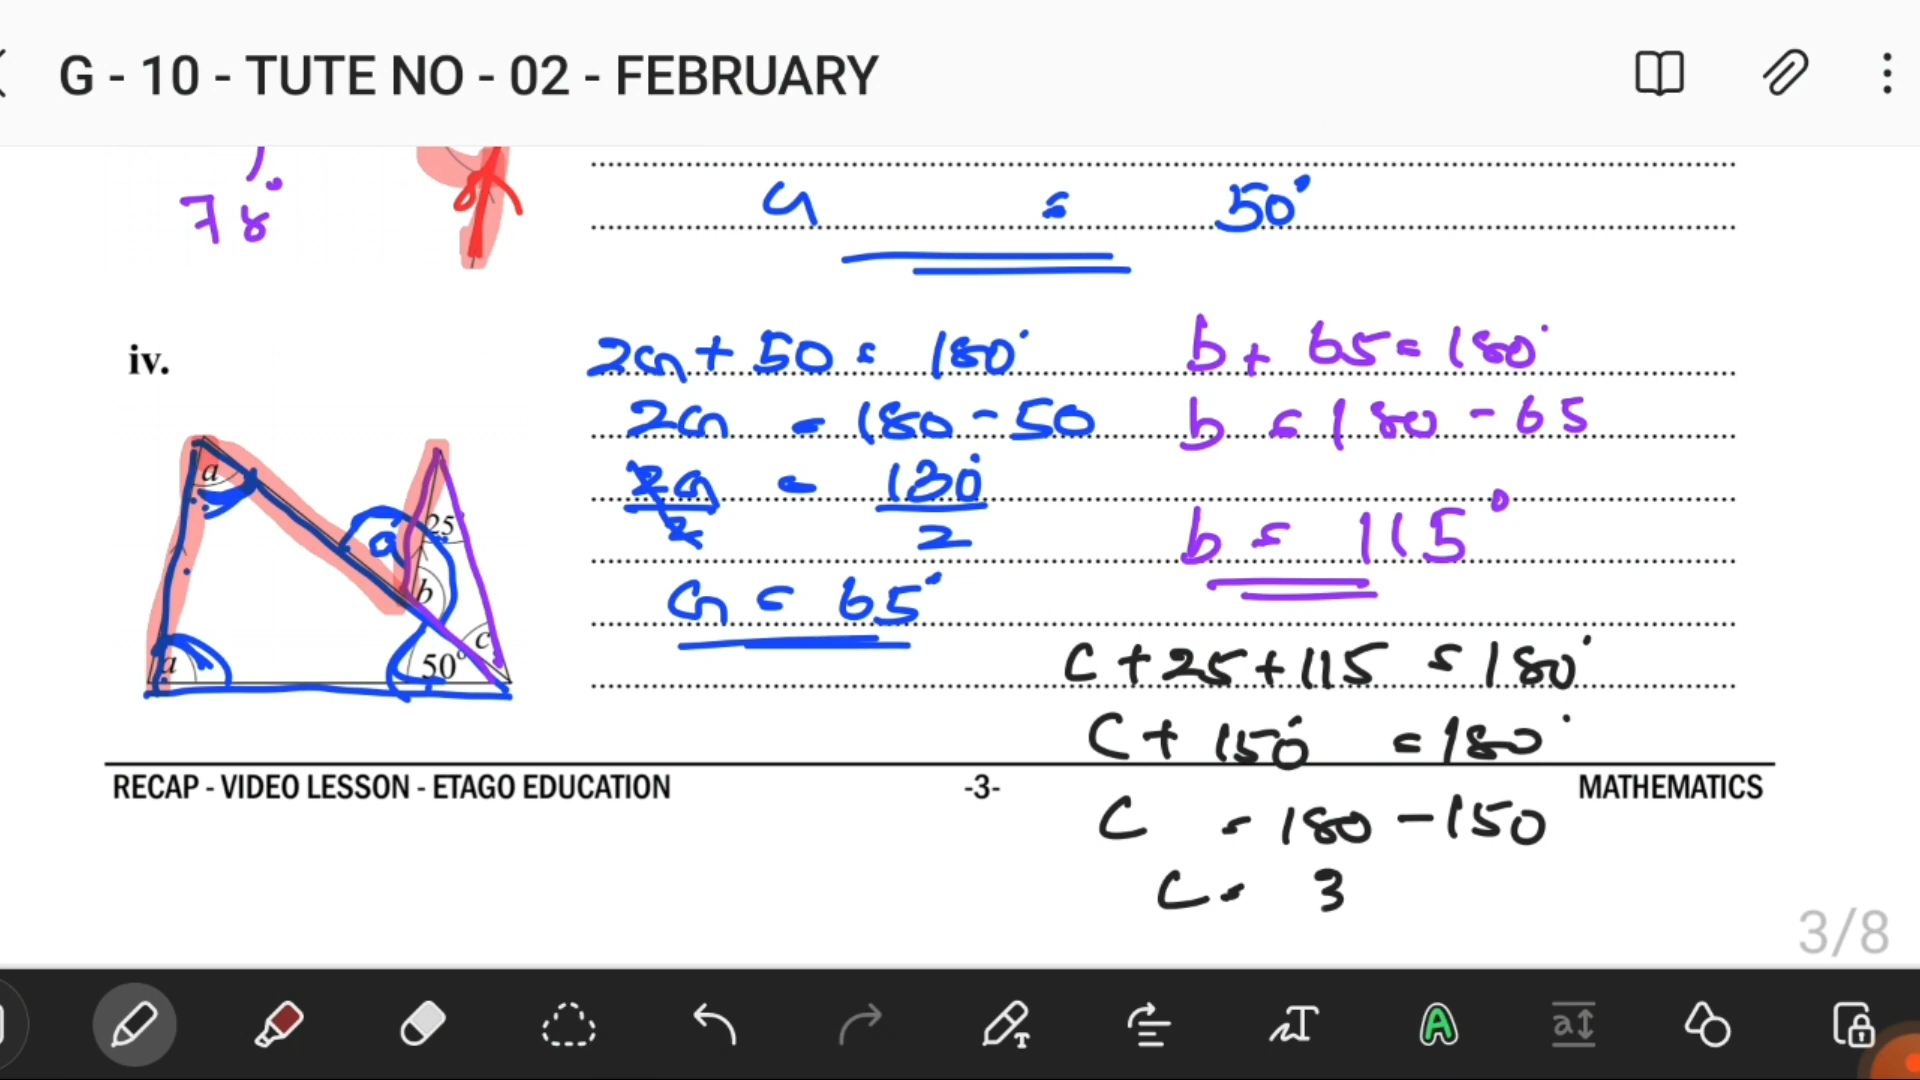 G - 10 - TUTE NO - 02 - FEBRUARY
78°
a = 50°
iv.
2a + 50 = 180°
2a = 180 - 50
2a = 130°
2 2
a = 65°
b + 65 = 180°
b = 180 - 65
b = 115°
a
25
a
b
c
a
50°
C + 25 + 115 = 180°
C + 150 = 180°
C = 180 - 150
C = 3
RECAP - VIDEO LESSON - ETAGO EDUCATION
-3-
MATHEMATICS
3/8